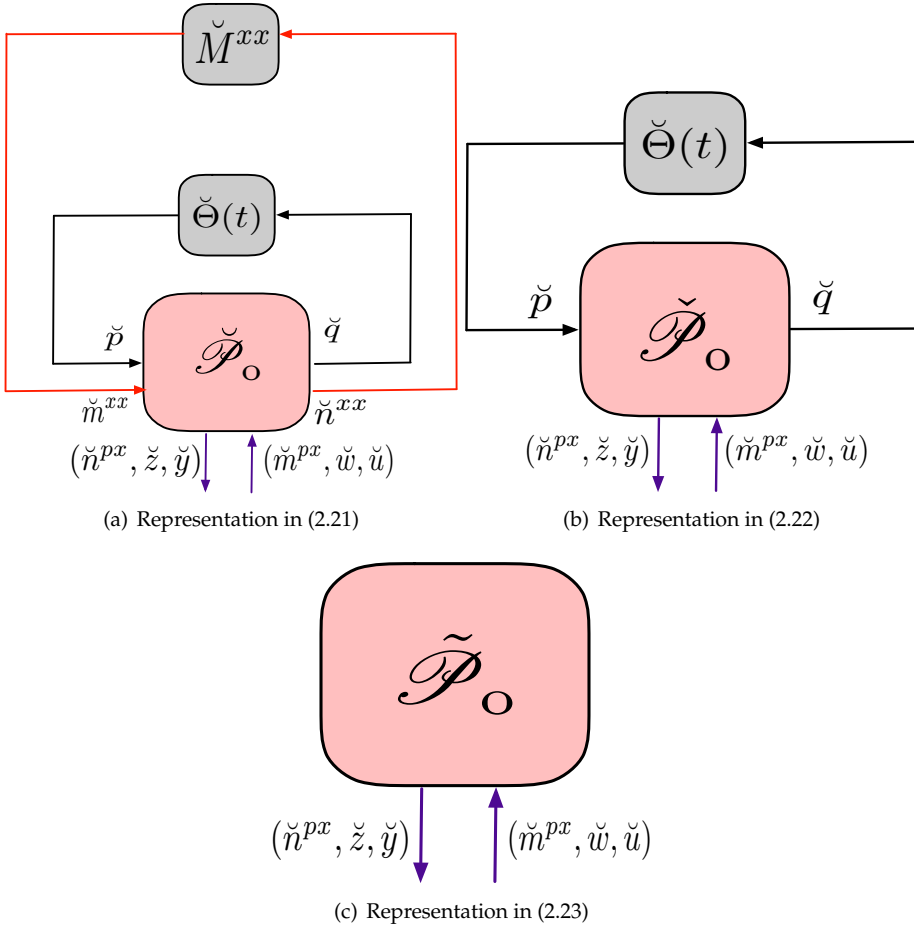 M̆^{xx}
Θ̆(t)
p̆ q̆
𝒫̆_o
m̆^{xx} n̆^{xx}
(n̆^{px}, z̆, y̆) (m̆^{px}, w̆, ŭ)
(a) Representation in (2.21)
Θ̆(t)
p̆ q̆
𝒫̌_o
(n̆^{px}, z̆, y̆) (m̆^{px}, w̆, ŭ)
(b) Representation in (2.22)
𝒫̃_o
(n̆^{px}, z̆, y̆) (m̆^{px}, w̆, ŭ)
(c) Representation in (2.23)